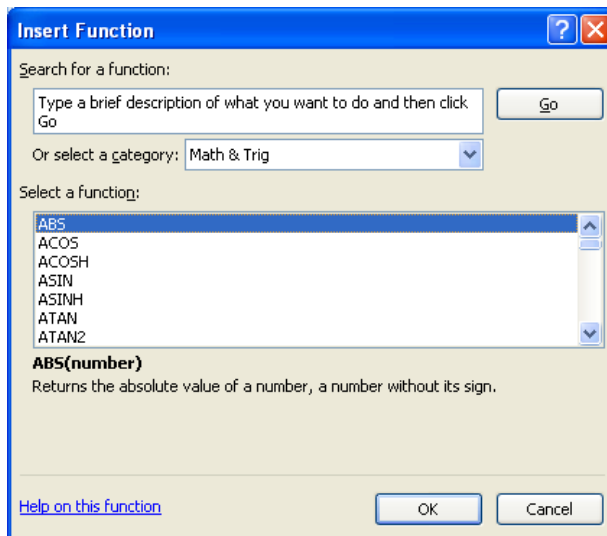 Insert Function
Search for a function:
Type a brief description of what you want to do and then click
Go
Go
Or select a category: Math & Trig
Select a function:
ABS
ACOS
ACOSH
ASIN
ASINH
ATAN
ATAN2
ABS(number)
Returns the absolute value of a number, a number without its sign.
Help on this function
OK
Cancel